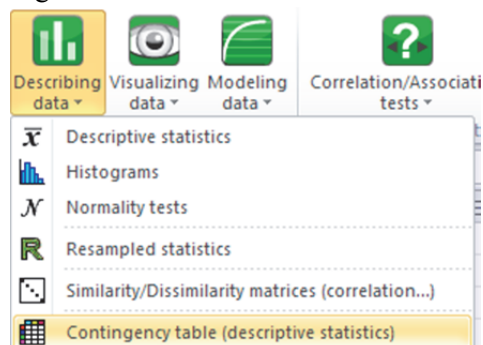 Describing Visualizing Modeling Correlation/Associati
data data data tests
Descriptive statistics
Histograms
Normality tests
Resampled statistics
Similarity/Dissimilarity matrices (correlation...)
Contingency table (descriptive statistics)